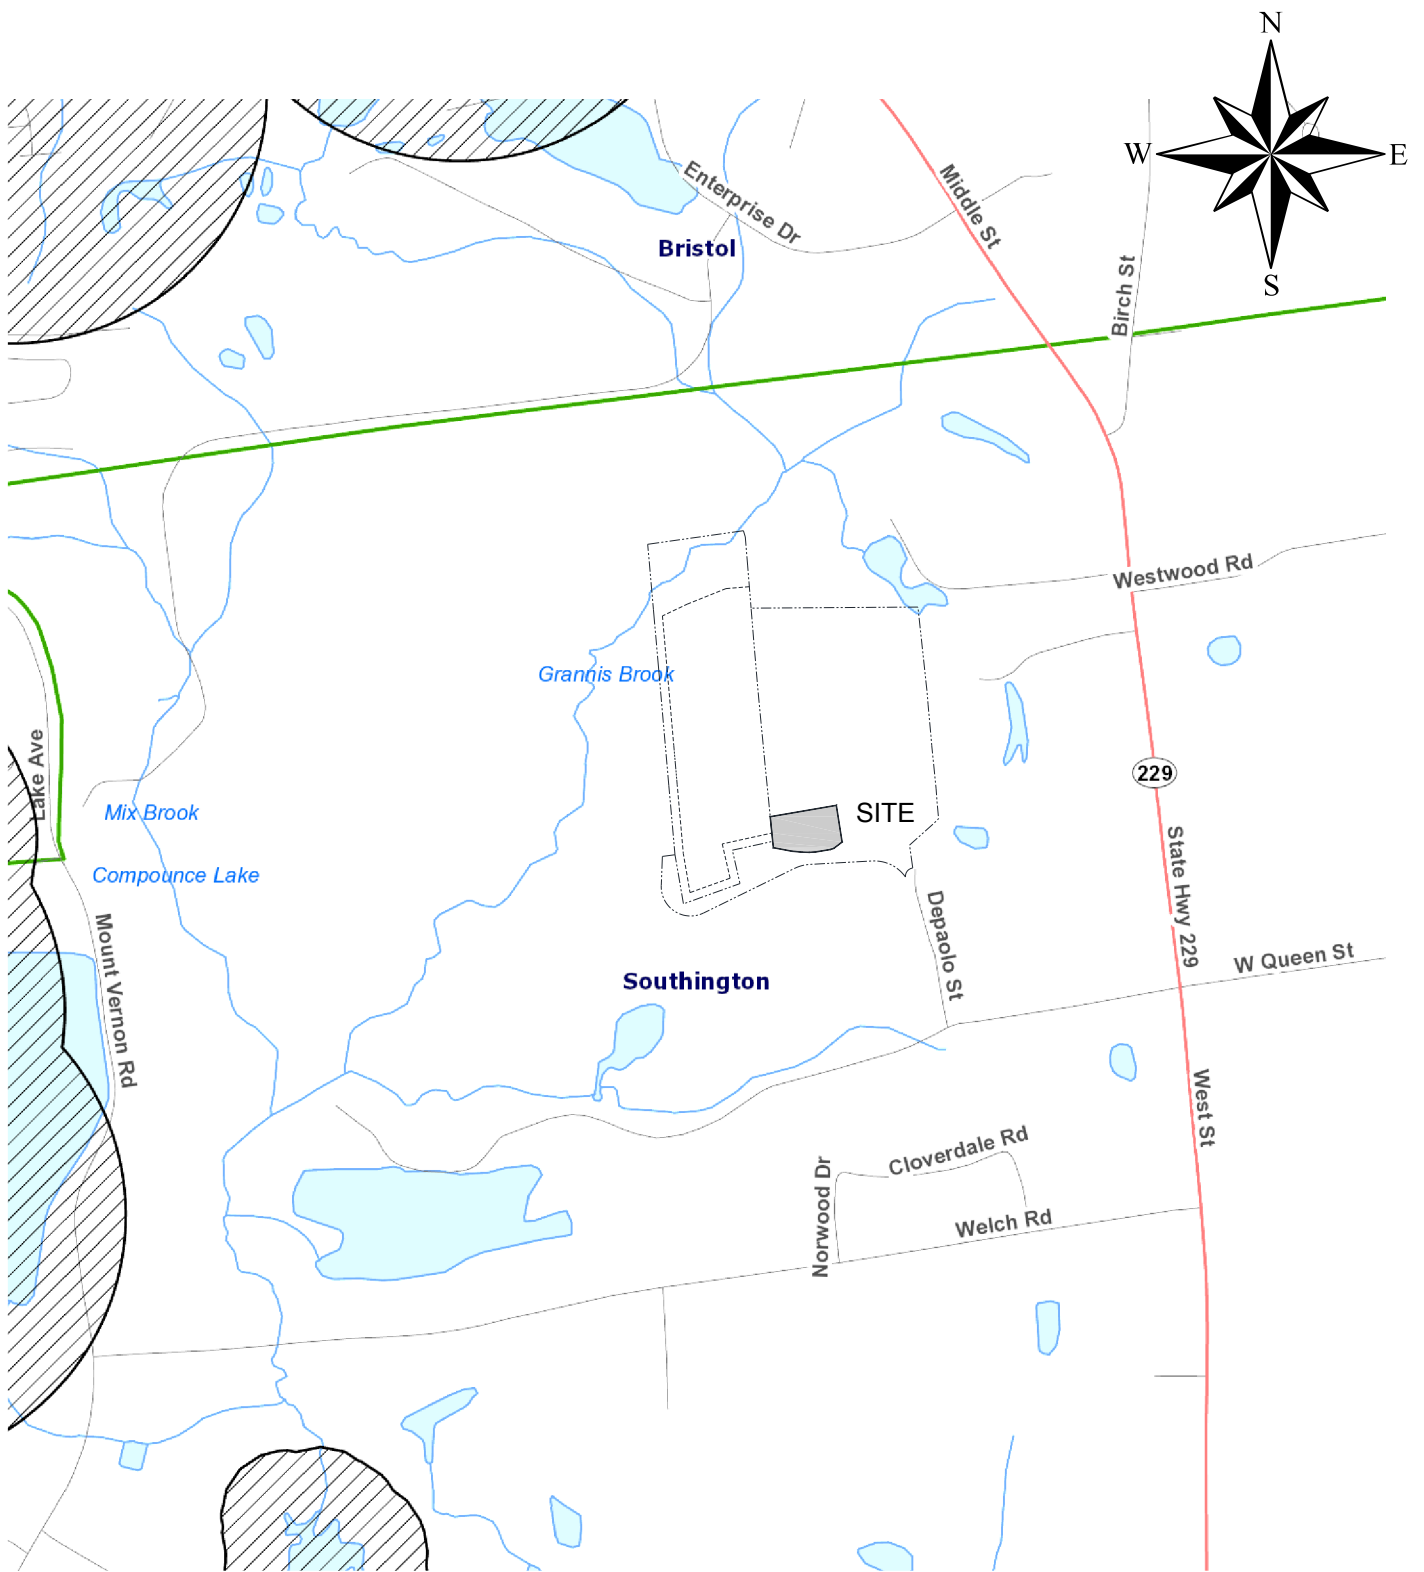 N
W
E
S
Enterprise Dr
Middle St
Bristol
Birch St
Westwood Rd
Grannis Brook
Lake Ave
229
Mix Brook
SITE
Compounce Lake
State Hwy 229
Mount Vernon Rd
Depaolo St
W Queen St
Southington
West St
Cloverdale Rd
Norwood Dr
Welch Rd